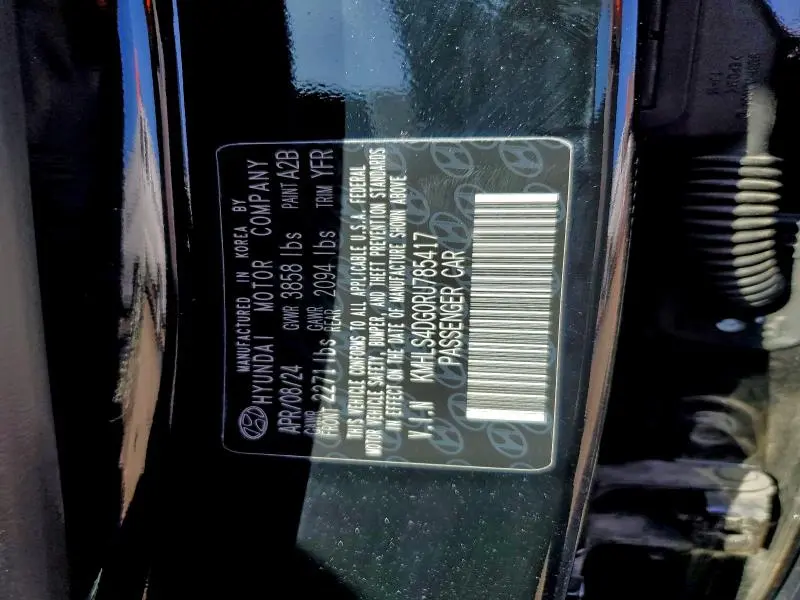 MANUFACTURED IN KOREA BY
HYUNDAI MOTOR COMPANY
APR/08/24 GVWR 3858 lbs PAINT A2B
GAWR FRONT 2271 lbs GAWR REAR 2094 lbs TRIM YFR
THIS VEHICLE CONFORMS TO ALL APPLICABLE U.S.A. FEDERAL
MOTOR VEHICLE SAFETY, BUMPER, AND THEFT PREVENTION STANDARDS
IN EFFECT ON THE DATE OF MANUFACTURE SHOWN ABOVE.
V.I.N KMHLS4DG0RU785417
PASSENGER CAR